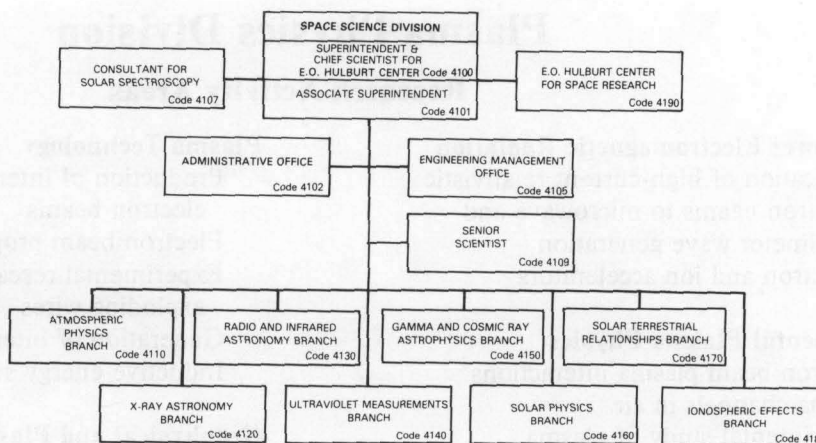 SPACE SCIENCE DIVISION
SUPERINTENDENT &
CHIEF SCIENTIST FOR
E.O. HULBURT CENTER Code 4100
ASSOCIATE SUPERINTENDENT
Code 4101
CONSULTANT FOR
SOLAR SPECTROSCOPY
Code 4107
E.O. HULBURT CENTER
FOR SPACE RESEARCH
Code 4190
ADMINISTRATIVE OFFICE
Code 4102
ENGINEERING MANAGEMENT
OFFICE
Code 4105
SENIOR
SCIENTIST
Code 4109
ATMOSPHERIC
PHYSICS
BRANCH
Code 4110
RADIO AND INFRARED
ASTRONOMY BRANCH
Code 4130
GAMMA AND COSMIC RAY
ASTROPHYSICS BRANCH
Code 4150
SOLAR TERRESTRIAL
RELATIONSHIPS BRANCH
Code 4170
X-RAY ASTRONOMY
BRANCH
Code 4120
ULTRAVIOLET MEASUREMENTS
BRANCH
Code 4140
SOLAR PHYSICS
BRANCH
Code 4160
IONOSPHERIC EFFECTS
BRANCH
Code